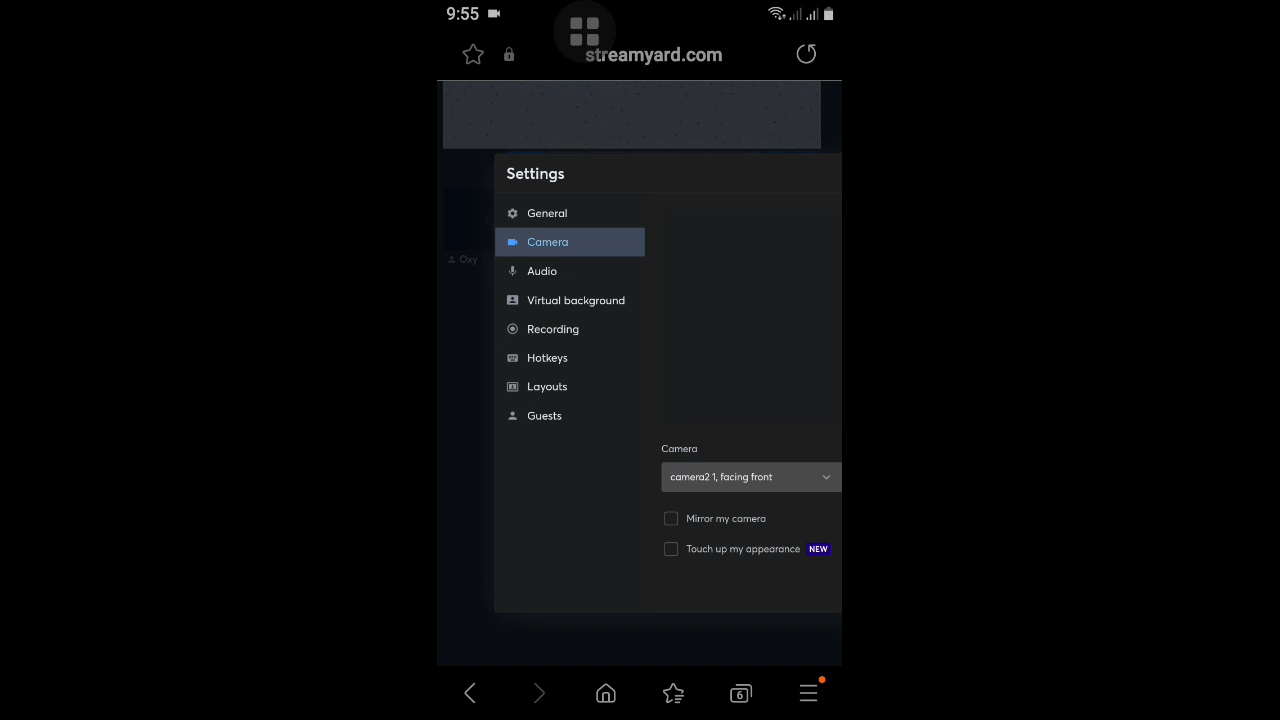 9:55
streamyard.com
Settings
General
Camera
Audio
Virtual background
Recording
Hotkeys
Layouts
Guests
Oxy
Camera
camera2 1, facing front
Mirror my camera
Touch up my appearance NEW
6